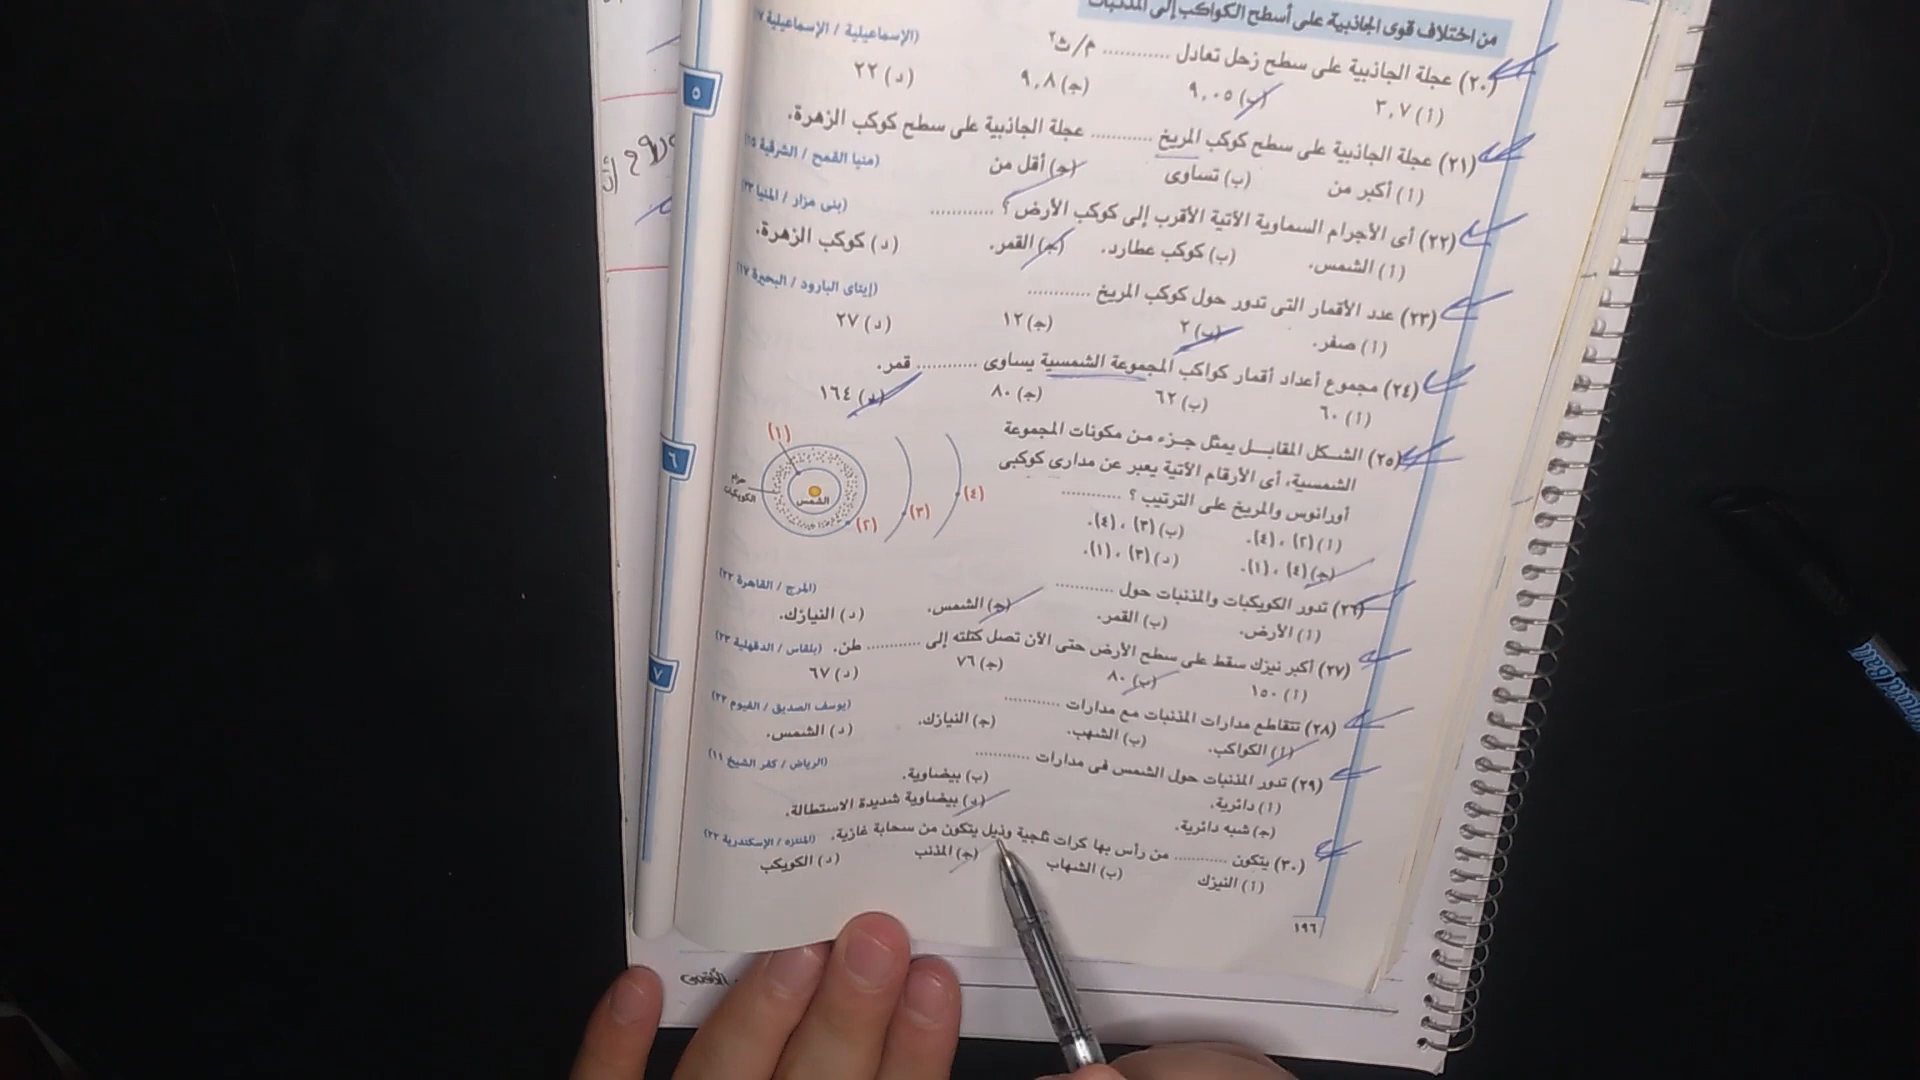 من اختلاف قوى الجاذبية على أسطح الكواكب إلى المذنبات
(٢٠) عجلة الجاذبية على سطح زحل تعادل ............ م/ث٢ (الإسماعيلية / الإسماعيلية ١٧)
(أ) ٣,٧ (ب) ٩,٠٥ (جـ) ٩,٨ (د) ٢٢
(٢١) عجلة الجاذبية على سطح كوكب المريخ ............ عجلة الجاذبية على سطح كوكب الزهرة.
(أ) أكبر من (ب) تساوى (جـ) أقل من (منيا القمح / الشرقية ١٥)
(٢٢) أى الأجرام السماوية الآتية الأقرب إلى كوكب الأرض ؟ ............ (بنى مزار / المنيا ٢٣)
(أ) الشمس. (ب) كوكب عطارد. (جـ) القمر. (د) كوكب الزهرة.
(٢٣) عدد الأقمار التى تدور حول كوكب المريخ ............ (إيتاى البارود / البحيرة ١٧)
(أ) صفر. (ب) ٢ (جـ) ١٢ (د) ٢٧
(٢٤) مجموع أعداد أقمار كواكب المجموعة الشمسية يساوى ............ قمر.
(أ) ٦٠ (ب) ٦٢ (جـ) ٨٠ (د) ١٦٤
(٢٥) الشكل المقابل يمثل جزء من مكونات المجموعة
الشمسية، أى الأرقام الآتية يعبر عن مدارى كوكبى
أورانوس والمريخ على الترتيب ؟ ............
(أ) (٢) ، (٤). (ب) (٣) ، (٤).
(جـ) (٤) ، (١). (د) (٣) ، (١).
(١)
حزام
الكويكبات
الشمس
(٢)
(٣)
(٤)
(٢٦) تدور الكويكبات والمذنبات حول ............ (المرج / القاهرة ٢٢)
(أ) الأرض. (ب) القمر. (جـ) الشمس. (د) النيازك.
(٢٧) أكبر نيزك سقط على سطح الأرض حتى الآن تصل كتلته إلى ............ طن. (بلقاس / الدقهلية ٢٣)
(أ) ١٥٠ (ب) ٨٠ (جـ) ٧٦ (د) ٦٧
(٢٨) تتقاطع مدارات المذنبات مع مدارات ............ (يوسف الصديق / الفيوم ٢٢)
(أ) الكواكب. (ب) الشهب. (جـ) النيازك. (د) الشمس.
(٢٩) تدور المذنبات حول الشمس فى مدارات ............ (الرياض / كفر الشيخ ١٩)
(أ) دائرية. (ب) بيضاوية.
(جـ) شبه دائرية. (د) بيضاوية شديدة الاستطالة.
(٣٠) يتكون ............ من رأس بها كرات ثلجية وذيل يتكون من سحابة غازية. (المنتزه / الإسكندرية ٢٢)
(أ) النيزك (ب) الشهاب (جـ) المذنب (د) الكويكب
١٩٦
٥
٦
٧